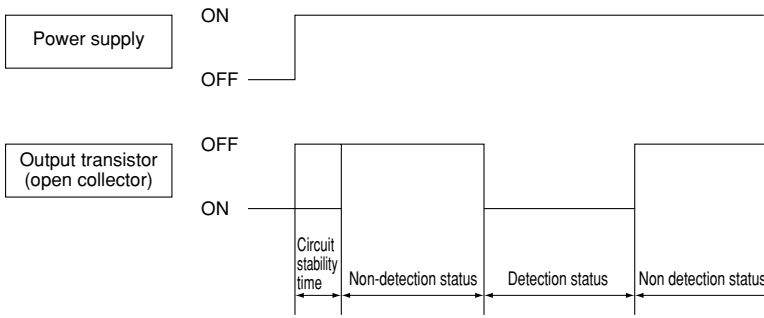 ON
Power supply
OFF
OFF
Output transistor
(open collector)
ON
Circuit
stability
time
Non-detection status
Detection status
Non detection status